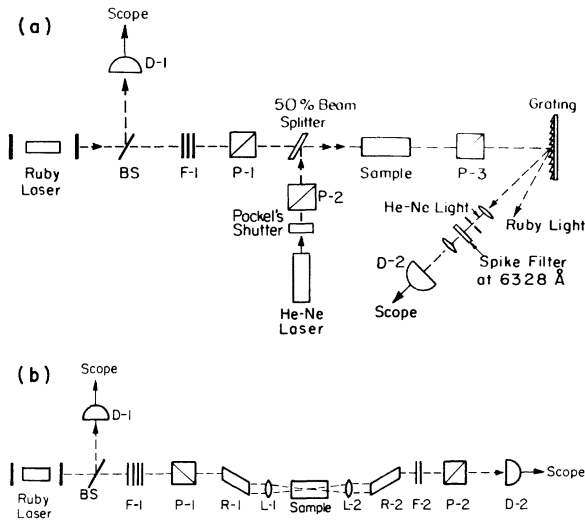 (a)
Scope
D-1
Ruby
Laser
BS
F-1
P-1
50 % Beam
Splitter
Sample
P-3
Grating
P-2
Pockel's
Shutter
He-Ne
Laser
He-Ne Light
Ruby Light
Spike Filter
at 6328 Å
D-2
Scope
(b)
Scope
D-1
Ruby
Laser
BS
F-1
P-1
R-1
L-1
Sample
L-2
R-2
F-2
P-2
D-2
Scope